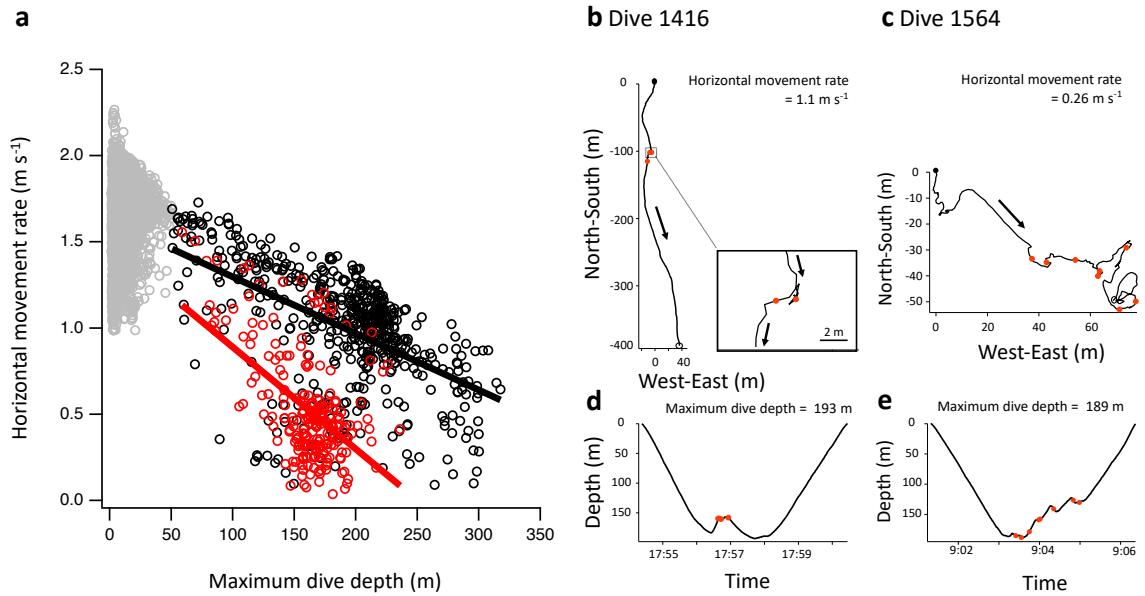 a
b Dive 1416
c Dive 1564
2.5
2.0
1.5
1.0
0.5
0.0
0
50
100
150
200
250
300
350
Horizontal movement rate (m s⁻¹)
Maximum dive depth (m)
Horizontal movement rate
= 1.1 m s⁻¹
0
-100
-200
-300
-400
North-South (m)
0
40
West-East (m)
2 m
Horizontal movement rate
= 0.26 m s⁻¹
0
-10
-20
-30
-40
-50
North-South (m)
0
20
40
60
West-East (m)
d
Maximum dive depth = 193 m
0
50
100
150
Depth (m)
17:55
17:57
17:59
Time
e
Maximum dive depth = 189 m
0
50
100
150
Depth (m)
9:02
9:04
9:06
Time